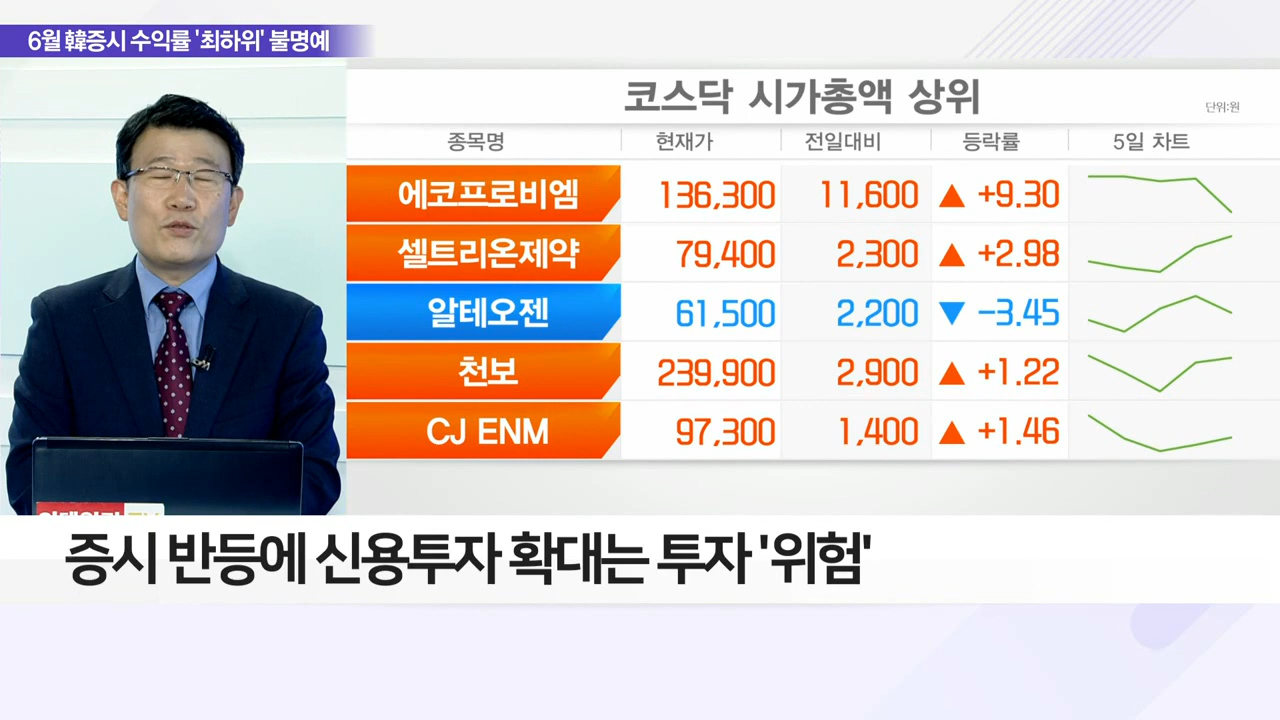 6월 韓증시 수익률 '최하위' 불명예
코스닥 시가총액 상위
단위:원
종목명 현재가 전일대비 등락률 5일 차트
에코프로비엠 136,300 11,600 ▲ +9.30
셀트리온제약 79,400 2,300 ▲ +2.98
알테오젠 61,500 2,200 ▼ -3.45
천보 239,900 2,900 ▲ +1.22
CJ ENM 97,300 1,400 ▲ +1.46
증시 반등에 신용투자 확대는 투자 '위험'